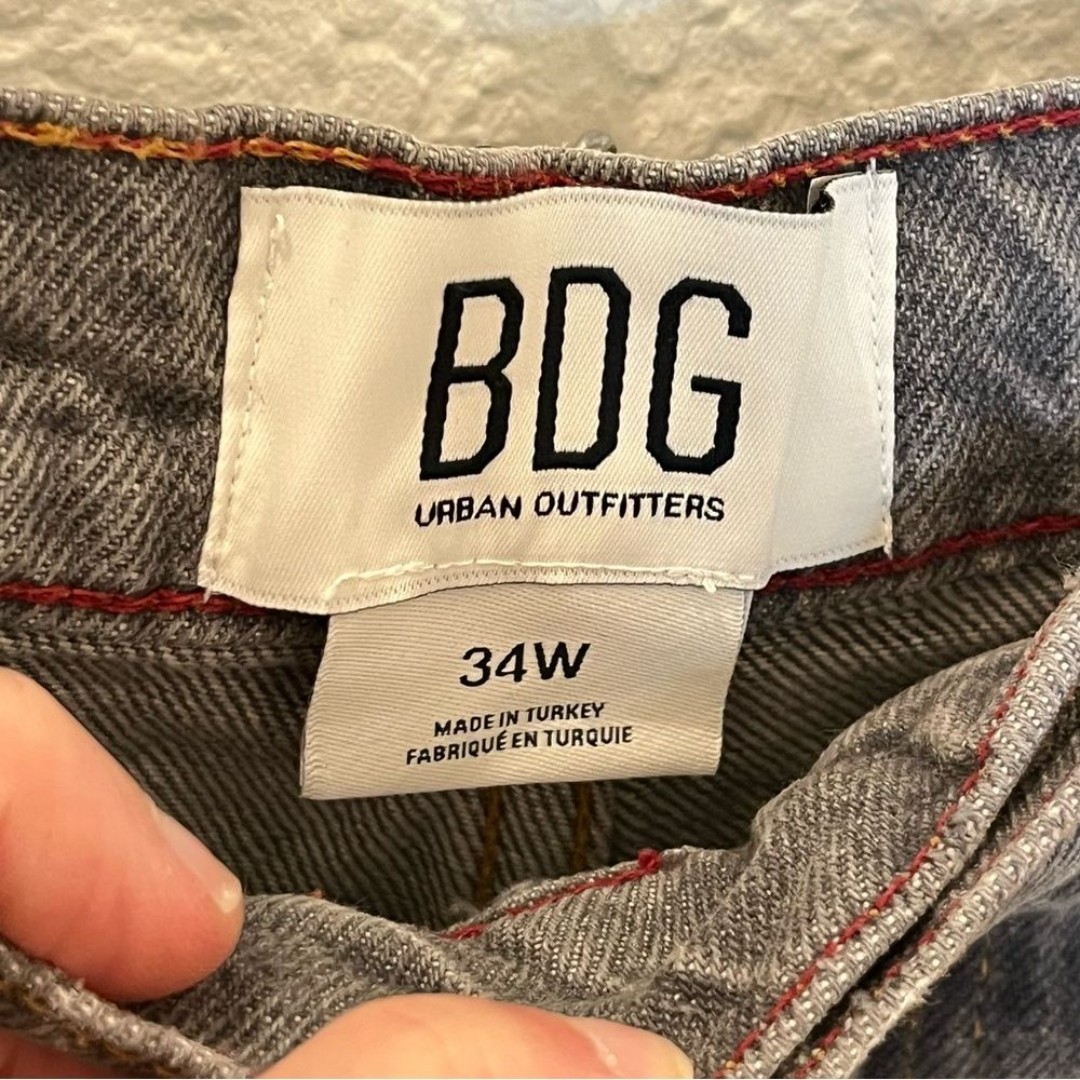 BDG
URBAN OUTFITTERS
34W
MADE IN TURKEY
FABRIQUÉ EN TURQUIE